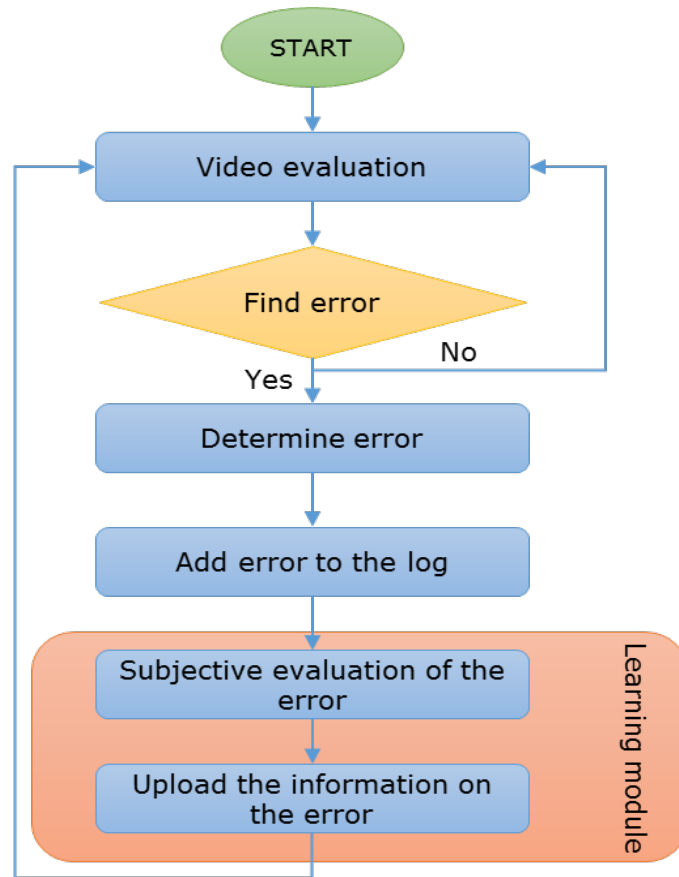 START
Video evaluation
Find error
No
Yes
Determine error
Add error to the log
Subjective evaluation of the
error
Upload the information on
the error
Learning module